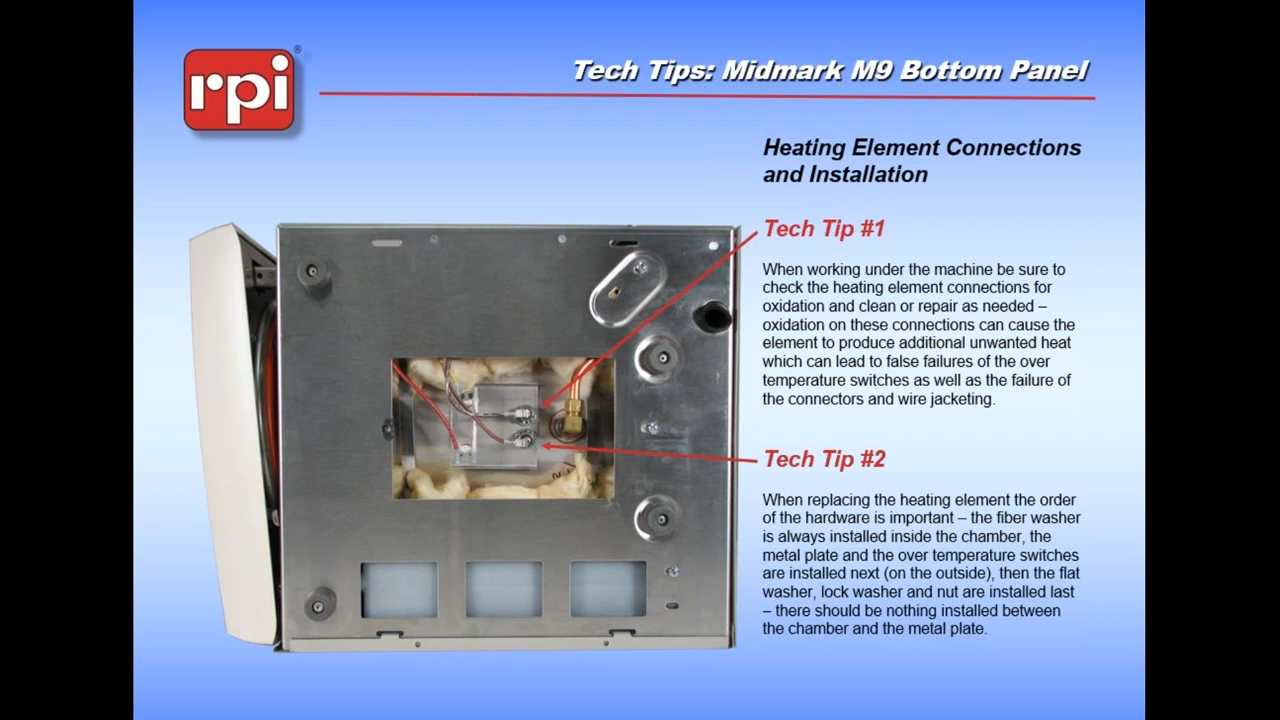 rpi
®
Tech Tips: Midmark M9 Bottom Panel
Heating Element Connections
and Installation
Tech Tip #1
When working under the machine be sure to
check the heating element connections for
oxidation and clean or repair as needed –
oxidation on these connections can cause the
element to produce additional unwanted heat
which can lead to false failures of the over
temperature switches as well as the failure of
the connectors and wire jacketing.
Tech Tip #2
When replacing the heating element the order
of the hardware is important – the fiber washer
is always installed inside the chamber, the
metal plate and the over temperature switches
are installed next (on the outside), then the flat
washer, lock washer and nut are installed last
– there should be nothing installed between
the chamber and the metal plate.